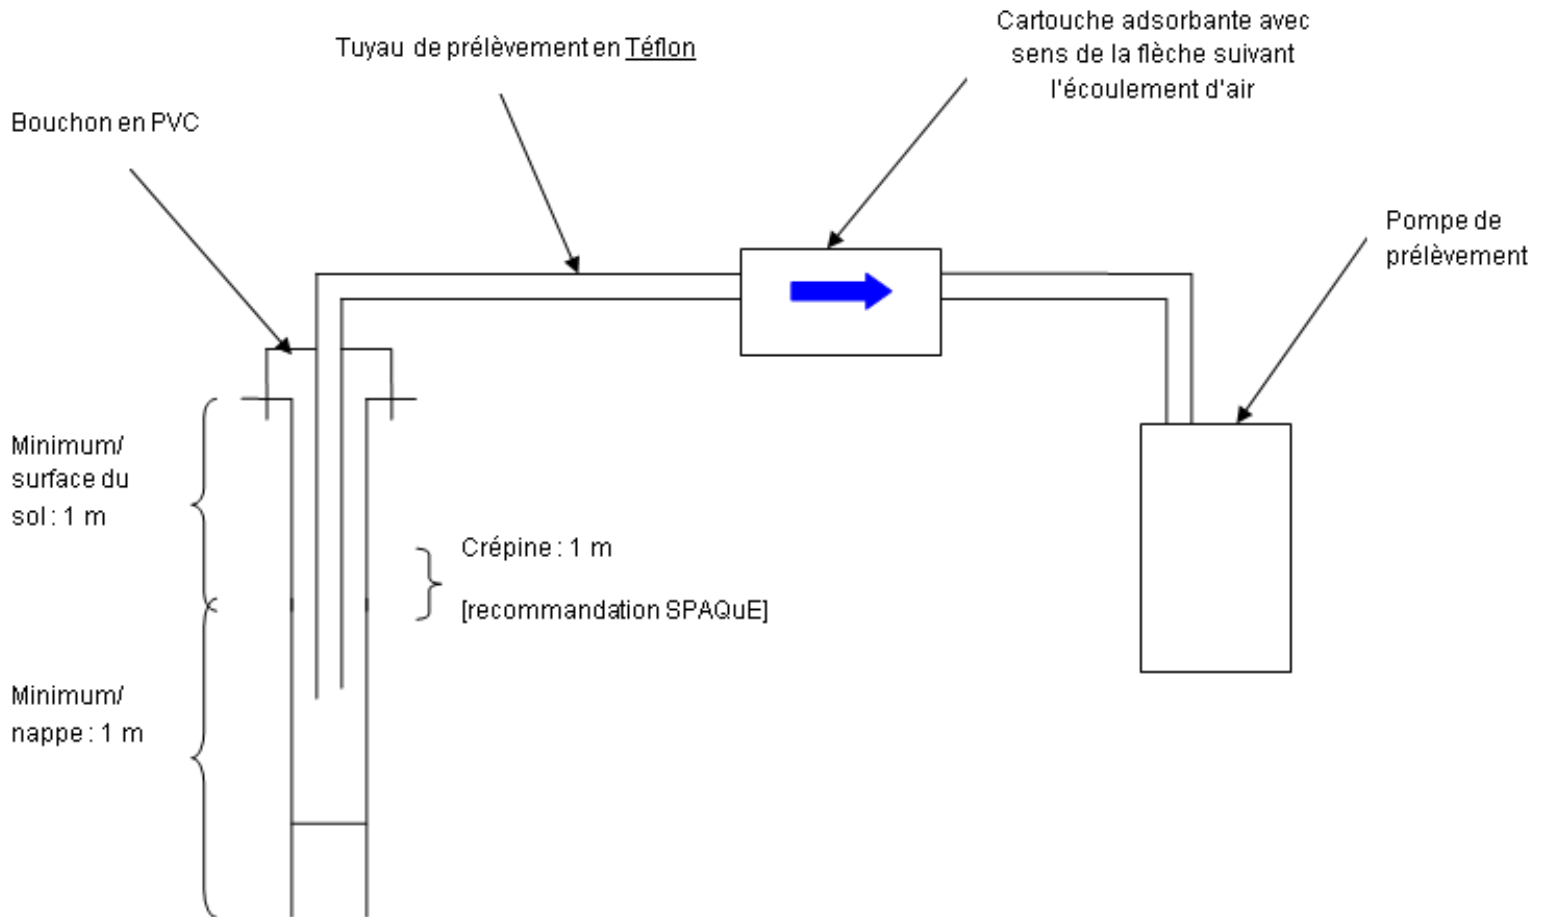 Cartouche adsorbante avec
sens de la flèche suivant
l'écoulement d'air
Tuyau de prélèvement en Téflon
Bouchon en PVC
Pompe de
prélèvement
Minimum/
surface du
sol : 1 m
Crépine : 1 m
[recommandation SPAQuE]
Minimum/
nappe : 1 m